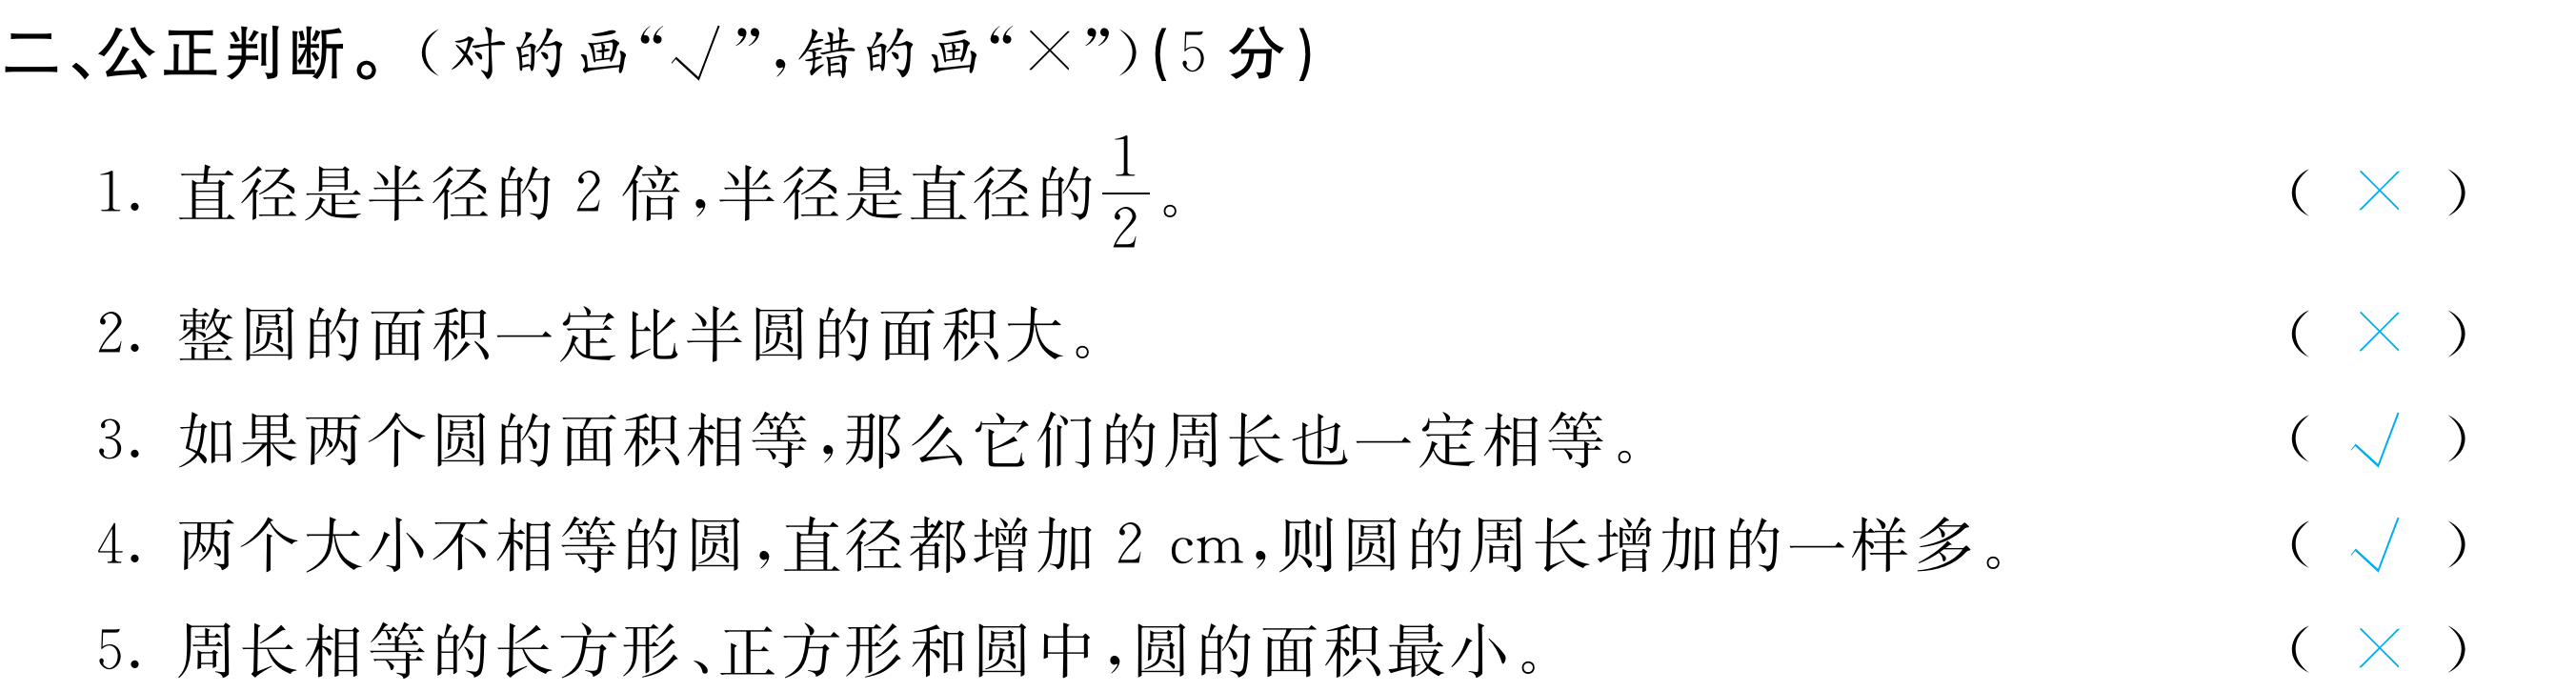 二、公正判断。(对的画“√”,错的画“×”)(5 分)
1. 直径是半径的 2 倍,半径是直径的1/2。 ( × )
2. 整圆的面积一定比半圆的面积大。 ( × )
3. 如果两个圆的面积相等,那么它们的周长也一定相等。 ( √ )
4. 两个大小不相等的圆,直径都增加 2 cm,则圆的周长增加的一样多。 ( √ )
5. 周长相等的长方形、正方形和圆中,圆的面积最小。 ( × )